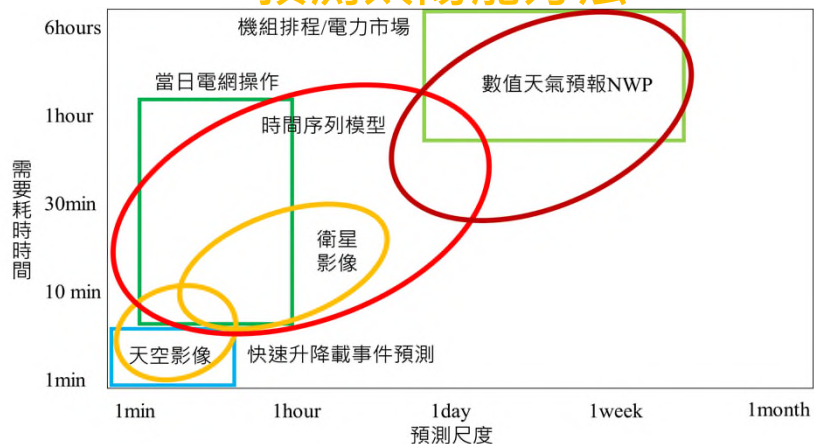 6hours
機組排程/電力市場
數值天氣預報NWP
當日電網操作
1hour
時間序列模型
需要耗時時間
30min
衛星
影像
10 min
天空影像
快速升降載事件預測
1min
1min
1hour
1day
1week
1month
預測尺度